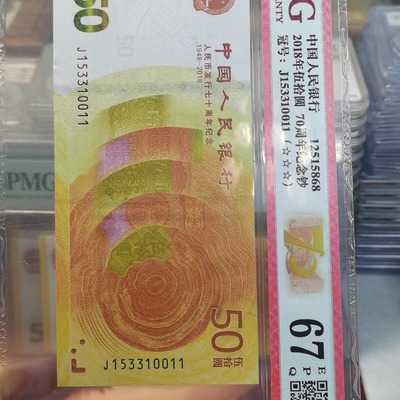 50
J153310011
中国人民银行
人民币发行七十周年纪念
1948-2018
50
伍拾圆
J153310011
G
NTY
中国人民银行 12515868
2018年伍拾圆 70周年纪念钞
冠号: J153310011 (☆☆☆)
67
E
P
Q
PMG
5